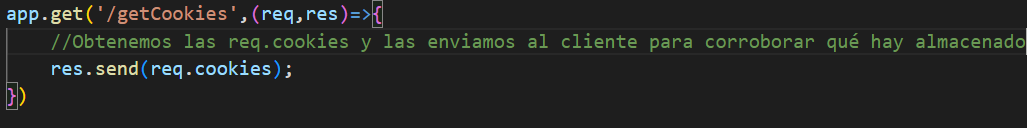 app.get('/getCookies',(req,res)=>{
//Obtenemos las req.cookies y las enviamos al cliente para corroborar qué hay almacenado
res.send(req.cookies);
})